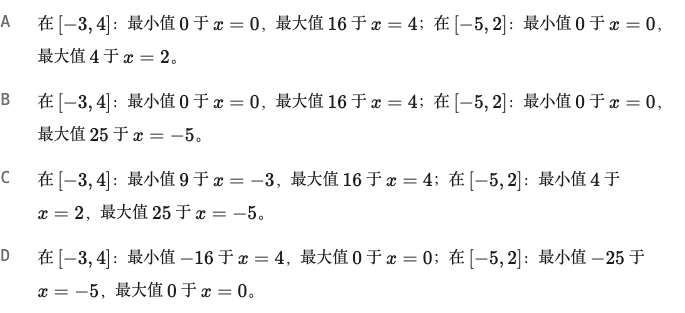 A 在 [−3, 4]：最小值 0 于 x = 0，最大值 16 于 x = 4；在 [−5, 2]：最小值 0 于 x = 0，
最大值 4 于 x = 2。
B 在 [−3, 4]：最小值 0 于 x = 0，最大值 16 于 x = 4；在 [−5, 2]：最小值 0 于 x = 0，
最大值 25 于 x = −5。
C 在 [−3, 4]：最小值 9 于 x = −3，最大值 16 于 x = 4；在 [−5, 2]：最小值 4 于
x = 2，最大值 25 于 x = −5。
D 在 [−3, 4]：最小值 −16 于 x = 4，最大值 0 于 x = 0；在 [−5, 2]：最小值 −25 于
x = −5，最大值 0 于 x = 0。